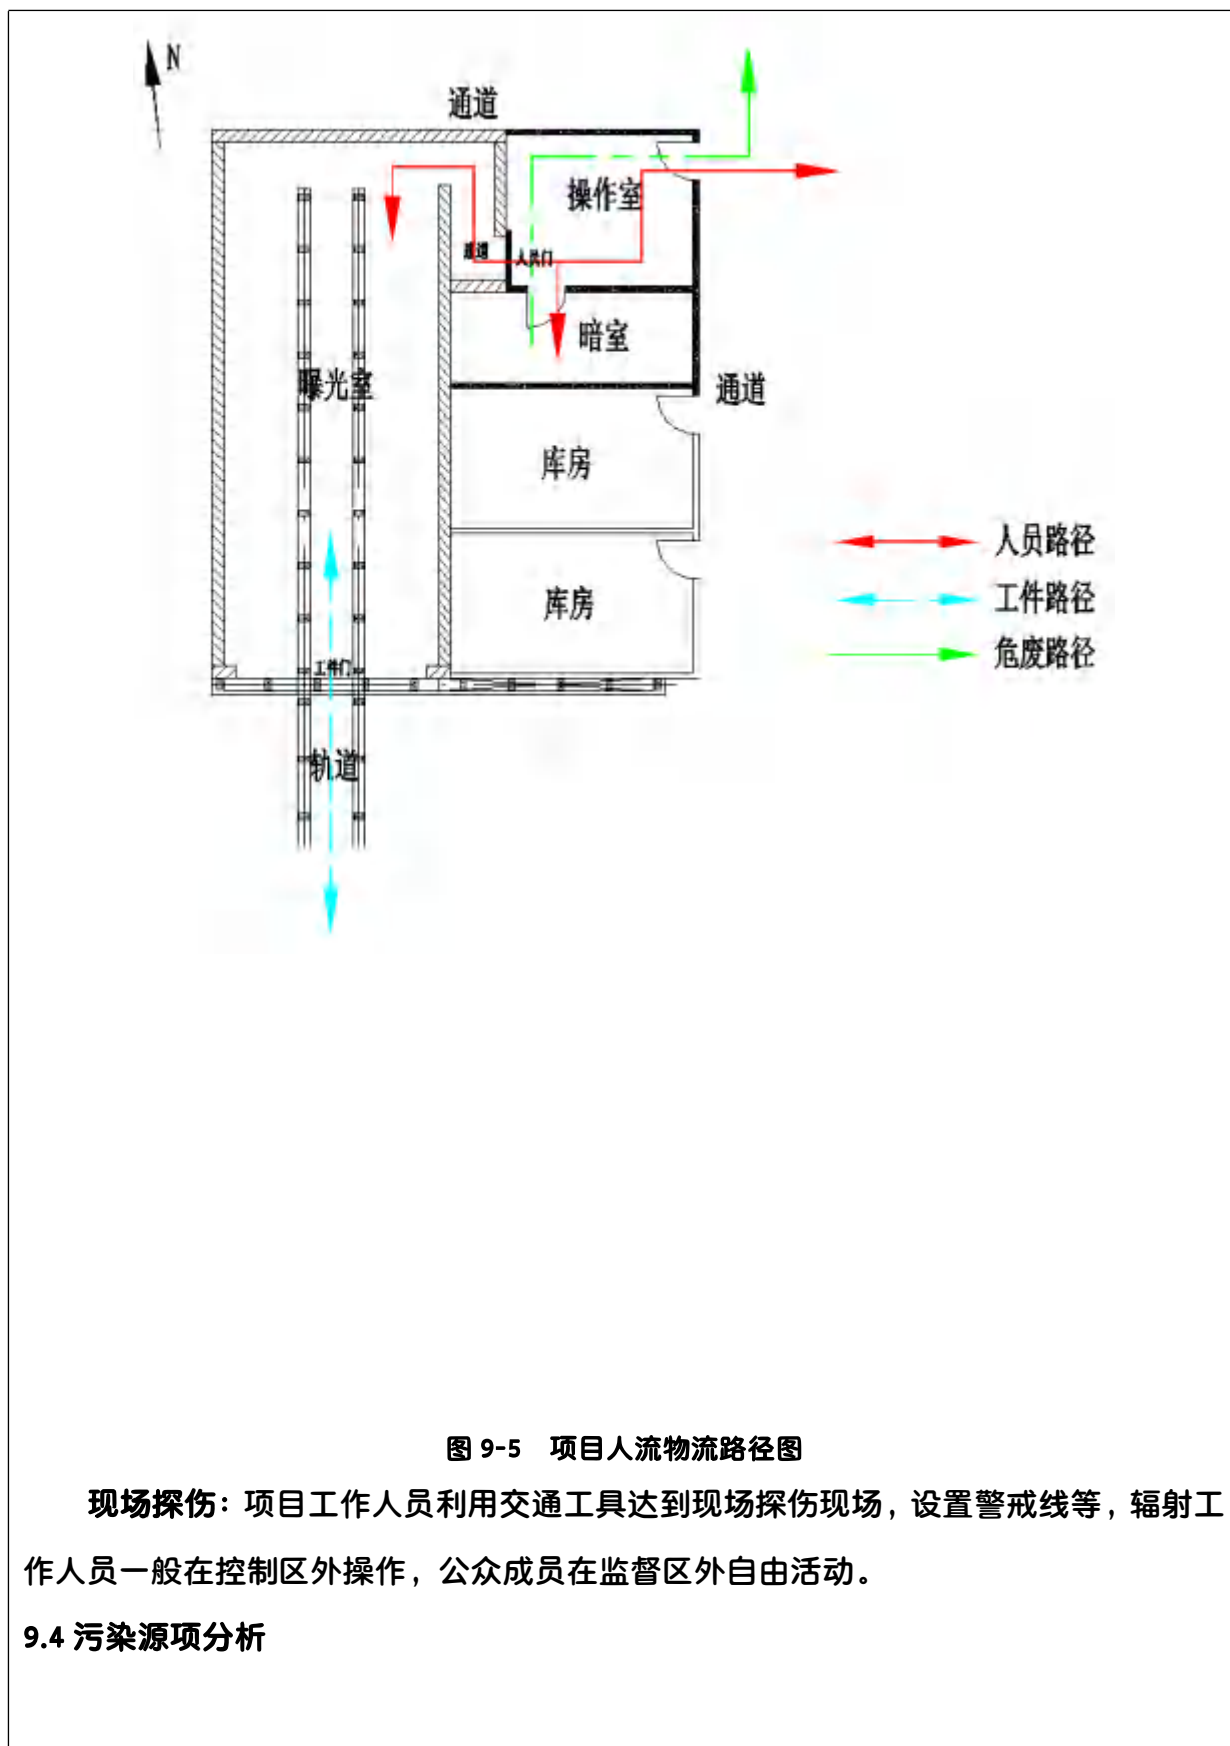 N
通道
操作室
迷道
人员门
暗室
曝光室
通道
库房
人员路径
工件路径
库房
危废路径
工件门
轨道
图 9-5 项目人流物流路径图
现场探伤：项目工作人员利用交通工具达到现场探伤现场，设置警戒线等，辐射工
作人员一般在控制区外操作，公众成员在监督区外自由活动。
9.4 污染源项分析